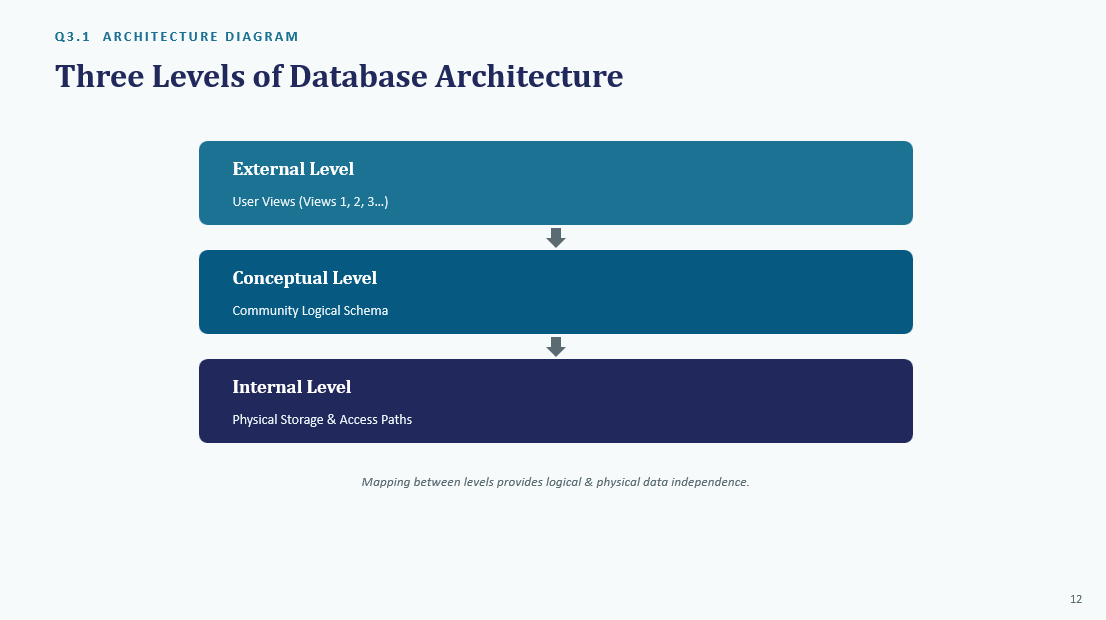 Q3.1 ARCHITECTURE DIAGRAM
Three Levels of Database Architecture
External Level
User Views (Views 1, 2, 3…)
Conceptual Level
Community Logical Schema
Internal Level
Physical Storage & Access Paths
Mapping between levels provides logical & physical data independence.
12